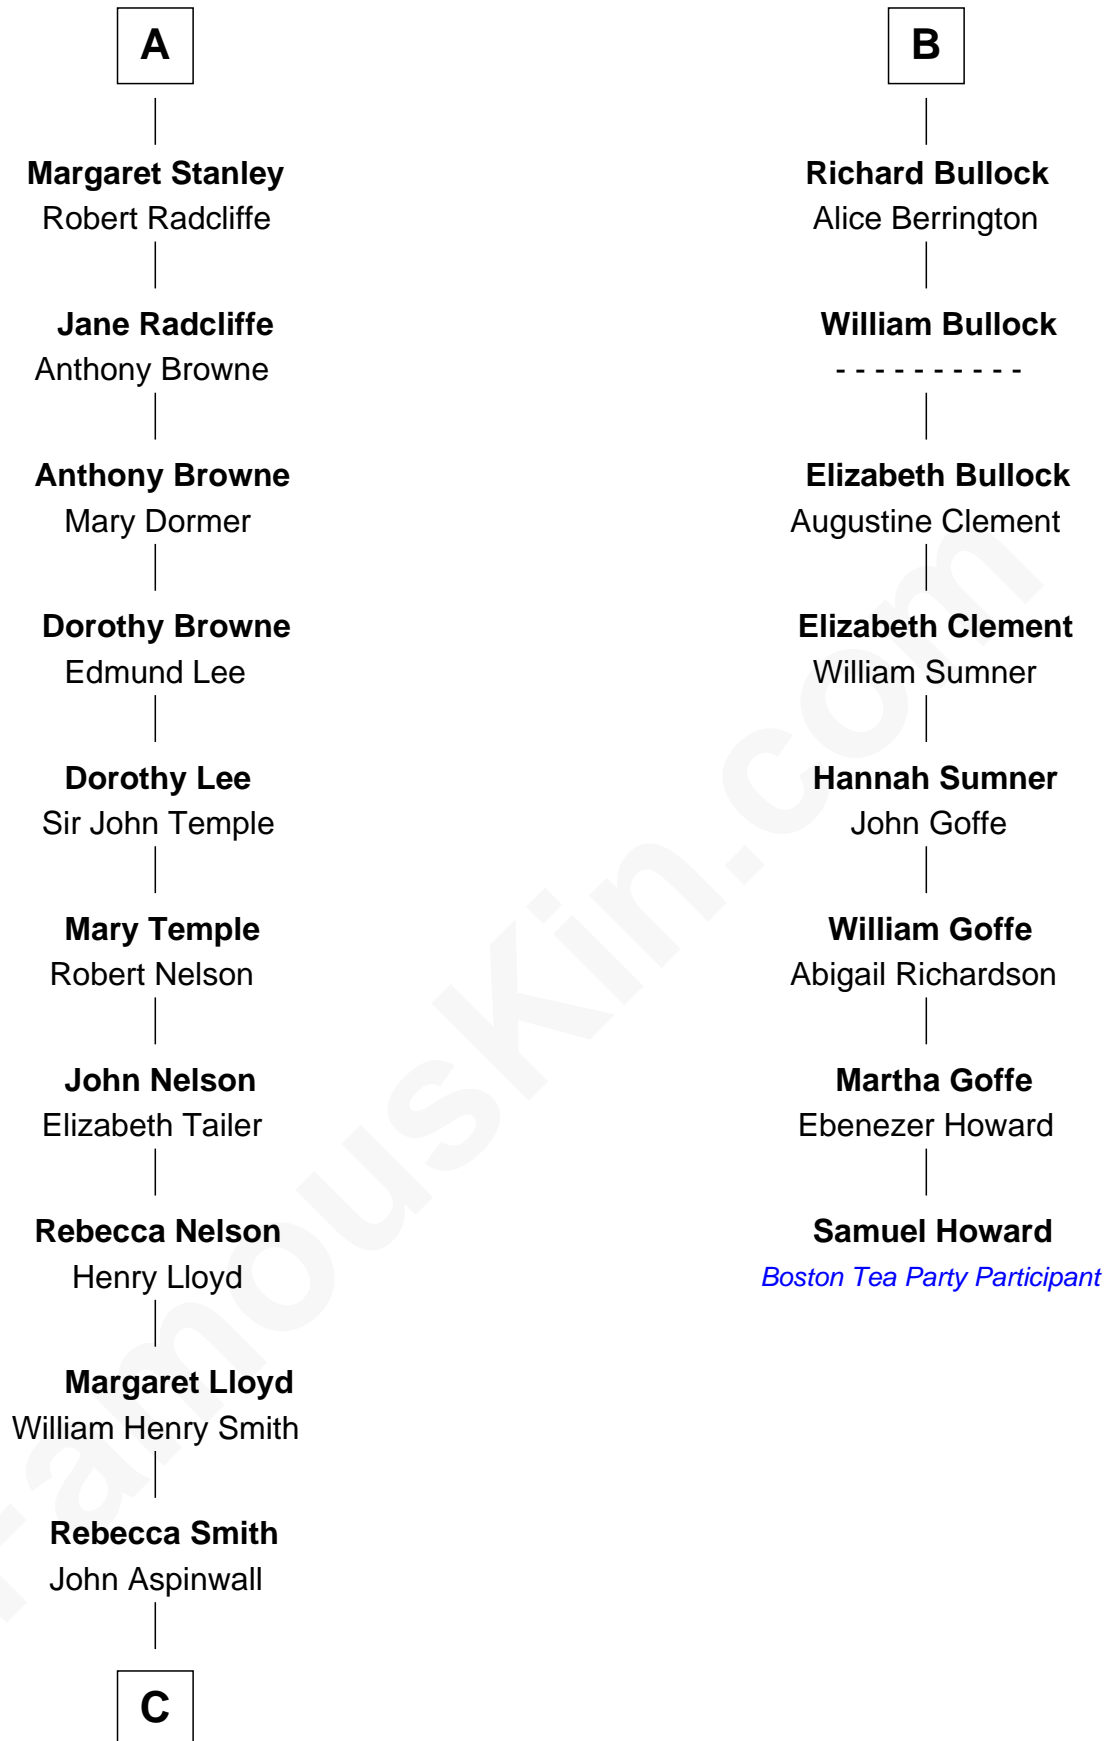 A
Margaret Stanley
Robert Radcliffe
Jane Radcliffe
Anthony Browne
Anthony Browne
Mary Dormer
Dorothy Browne
Edmund Lee
Dorothy Lee
Sir John Temple
Mary Temple
Robert Nelson
John Nelson
Elizabeth Tailer
Rebecca Nelson
Henry Lloyd
Margaret Lloyd
William Henry Smith
Rebecca Smith
John Aspinwall
C
B
Richard Bullock
Alice Berrington
William Bullock
- - - - - - - - - -
Elizabeth Bullock
Augustine Clement
Elizabeth Clement
William Sumner
Hannah Sumner
John Goffe
William Goffe
Abigail Richardson
Martha Goffe
Ebenezer Howard
Samuel Howard
Boston Tea Party Participant
FamousKin.com